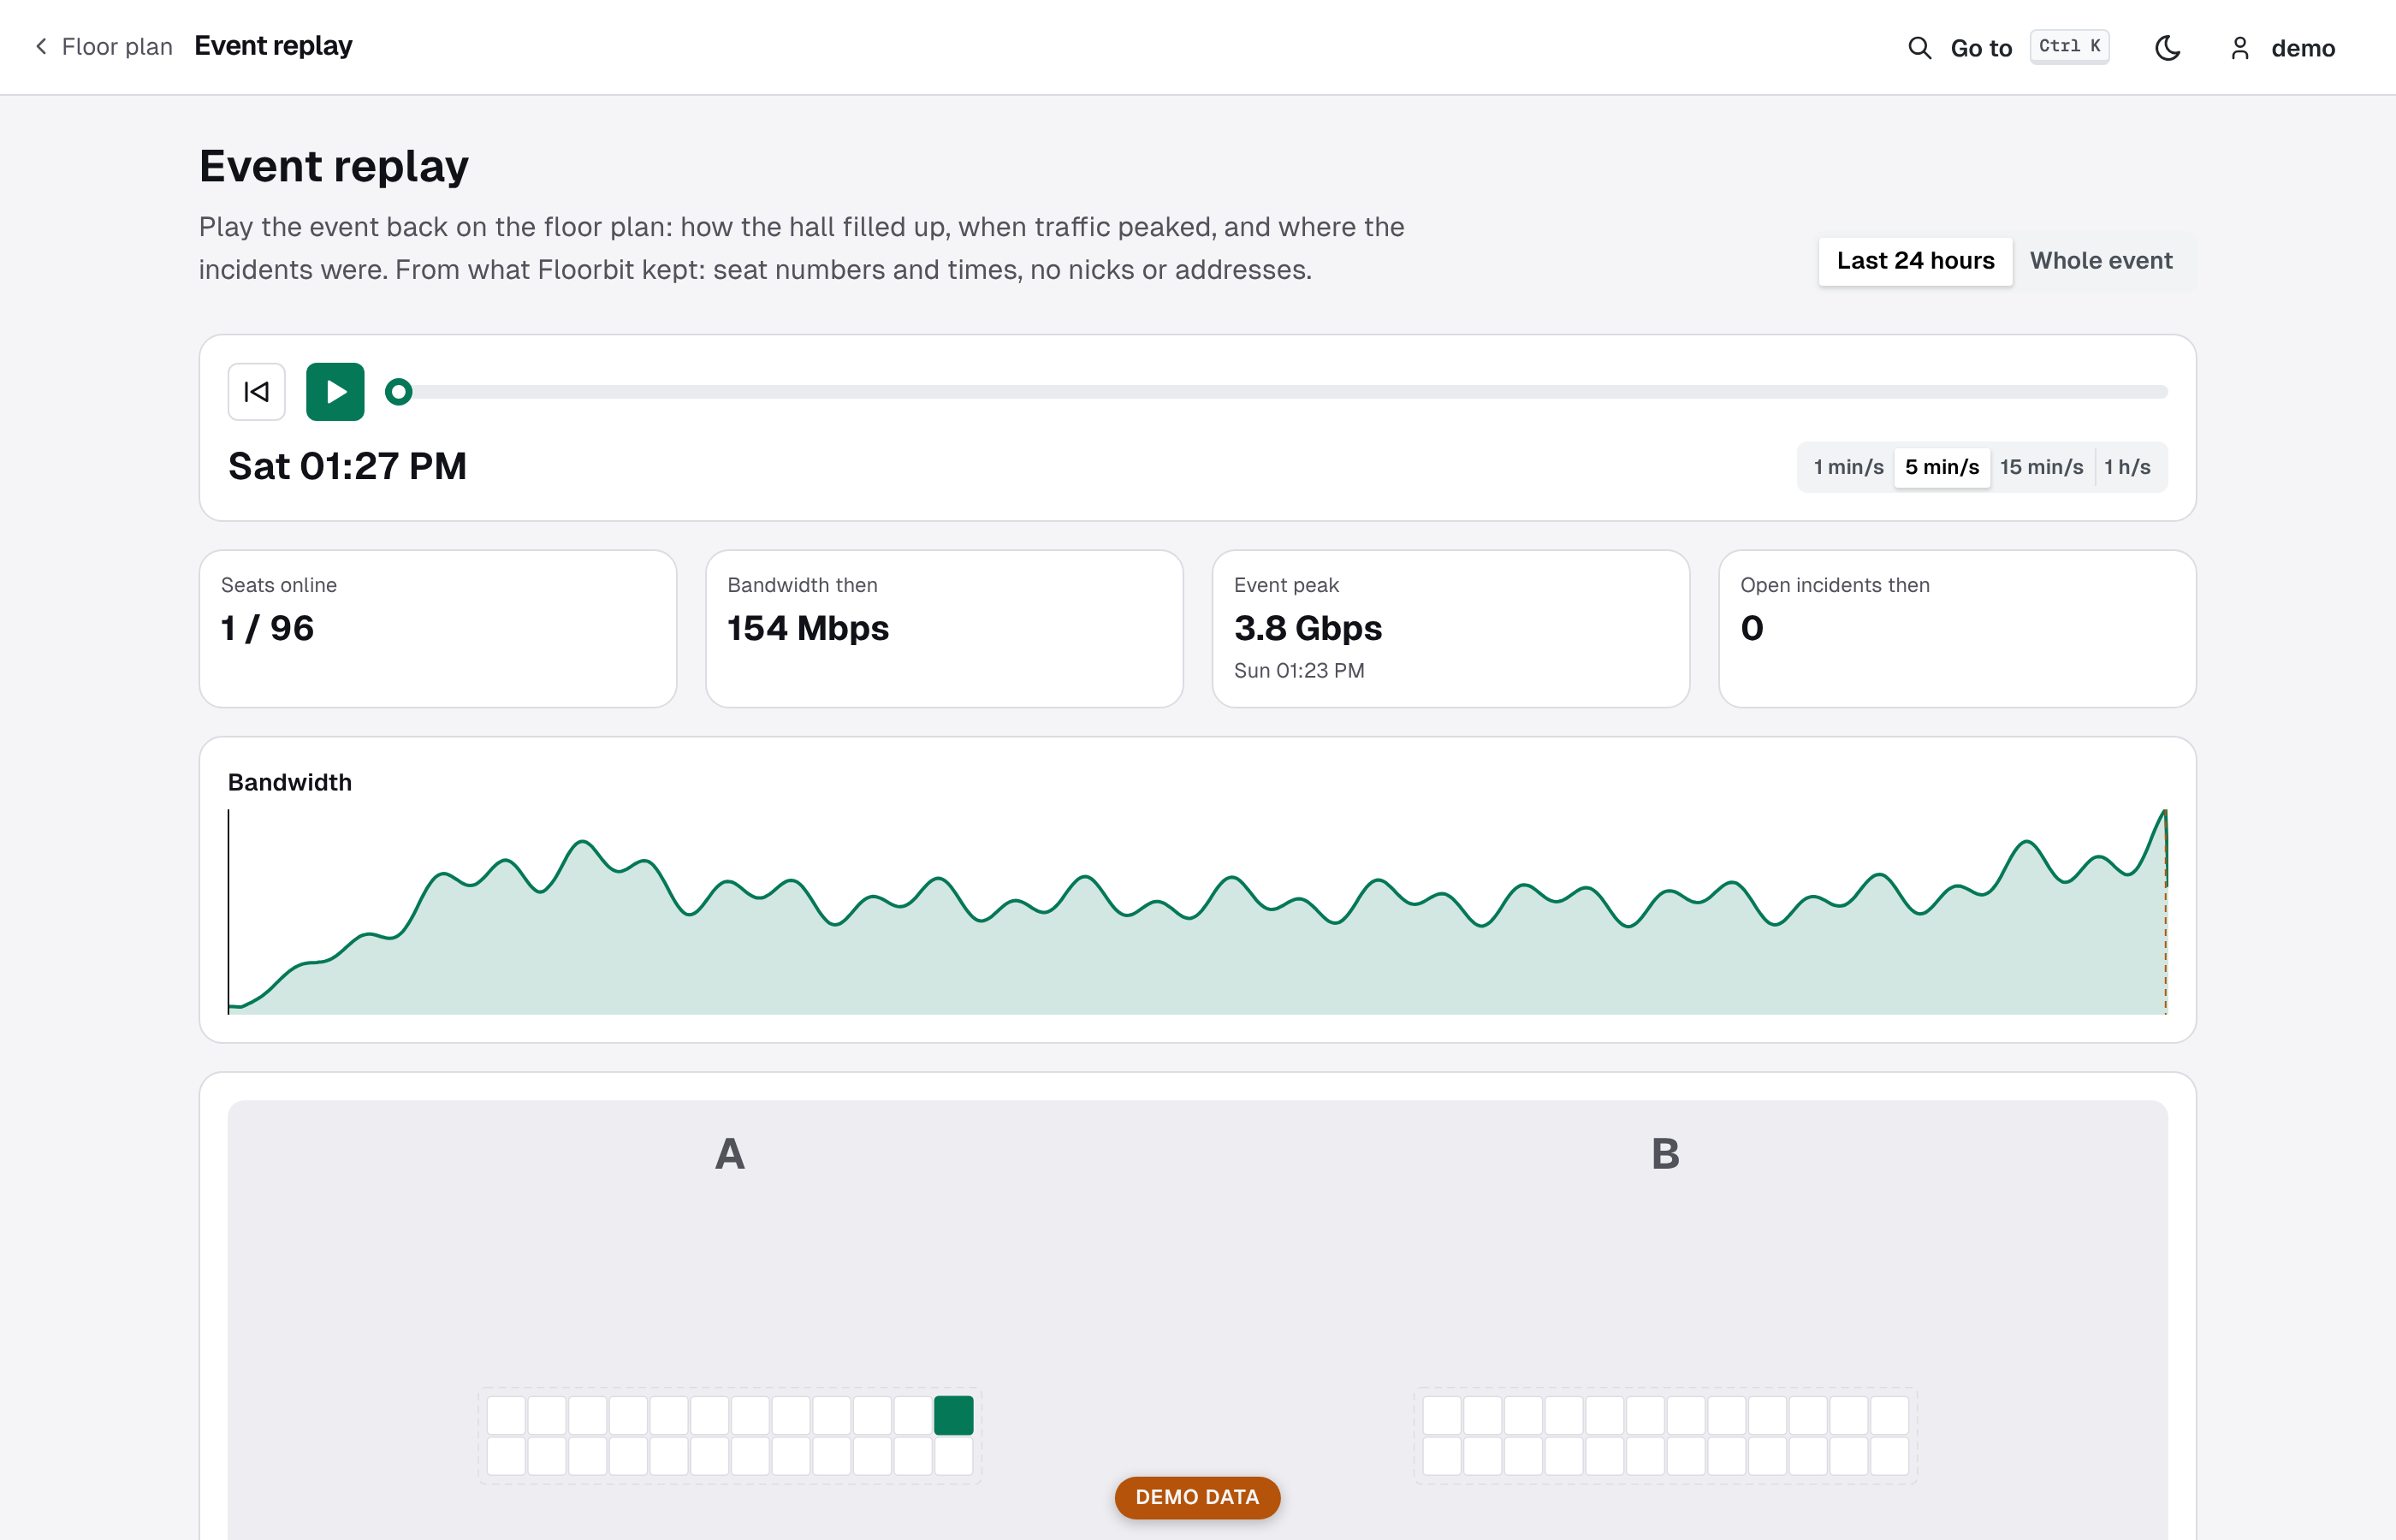 Floor plan Event replay Go to Ctrl K demo
Event replay
Play the event back on the floor plan: how the hall filled up, when traffic peaked, and where the
incidents were. From what Floorbit kept: seat numbers and times, no nicks or addresses.
Last 24 hours Whole event
Sat 01:27 PM
1 min/s 5 min/s 15 min/s 1 h/s
Seats online
1 / 96
Bandwidth then
154 Mbps
Event peak
3.8 Gbps
Sun 01:23 PM
Open incidents then
0
Bandwidth
A B
DEMO DATA